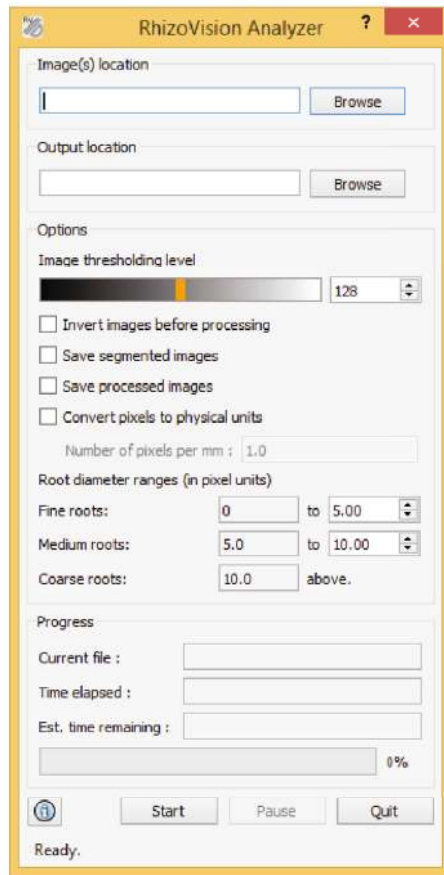 RhizoVision Analyzer ?
Image(s) location
Browse
Output location
Browse
Options
Image thresholding level
128
Invert images before processing
Save segmented images
Save processed images
Convert pixels to physical units
Number of pixels per mm : 1.0
Root diameter ranges (in pixel units)
Fine roots: 0 to 5.00
Medium roots: 5.0 to 10.00
Coarse roots: 10.0 above.
Progress
Current file :
Time elapsed :
Est. time remaining :
0%
Start Pause Quit
Ready.